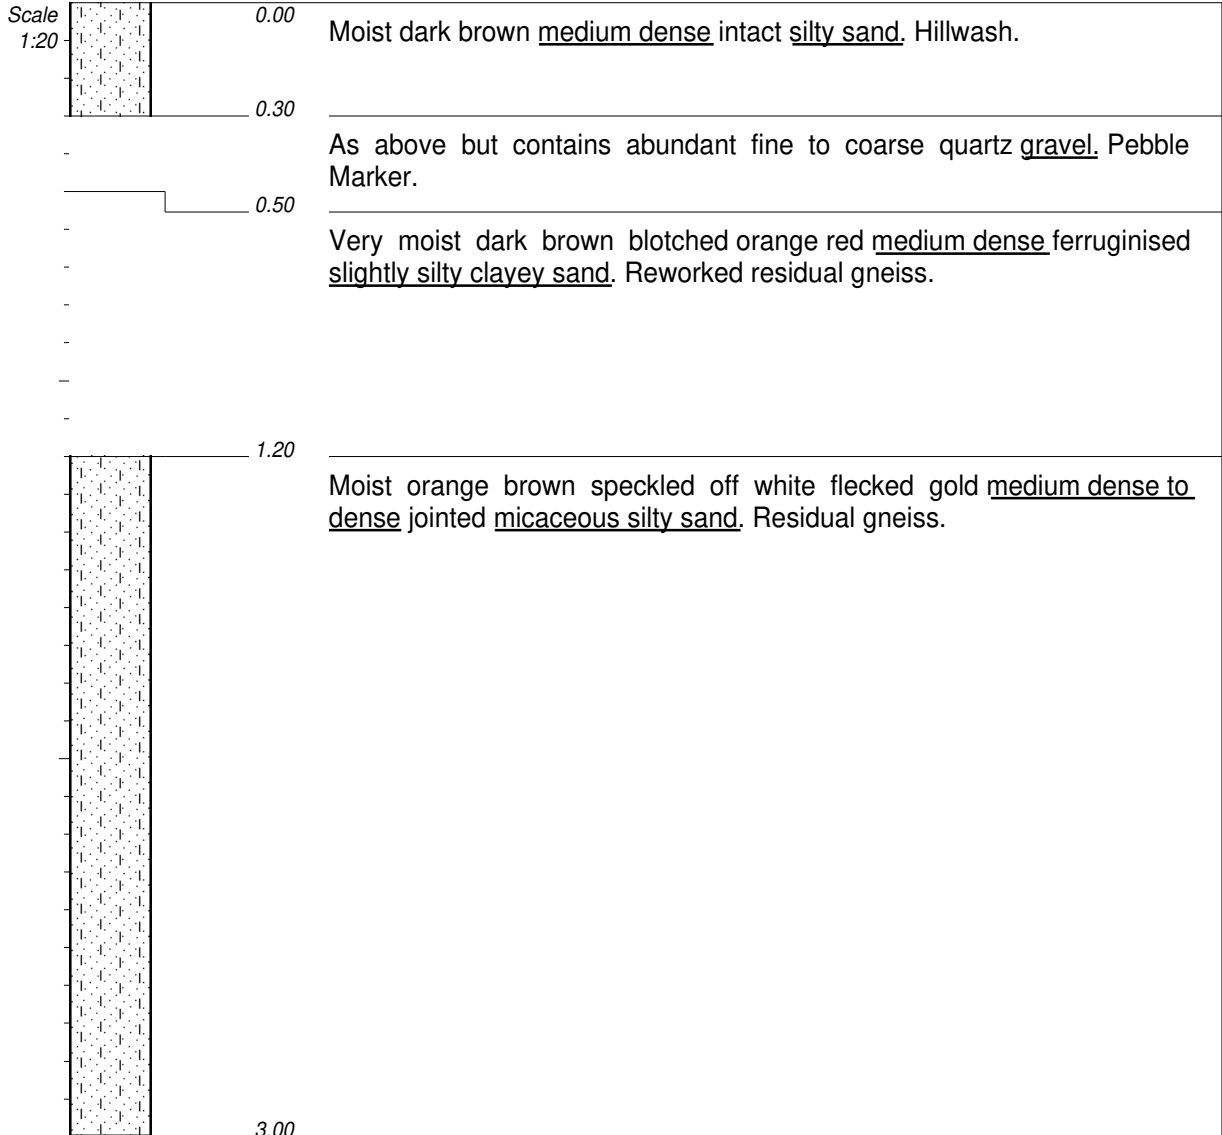 Scale
1:20
0.00
Moist dark brown medium dense intact silty sand. Hillwash.
0.30
As above but contains abundant fine to coarse quartz gravel. Pebble
Marker.
0.50
Very moist dark brown blotched orange red medium dense ferruginised
slightly silty clayey sand. Reworked residual gneiss.
1.20
Moist orange brown speckled off white flecked gold medium dense to
dense jointed micaceous silty sand. Residual gneiss.
3.00